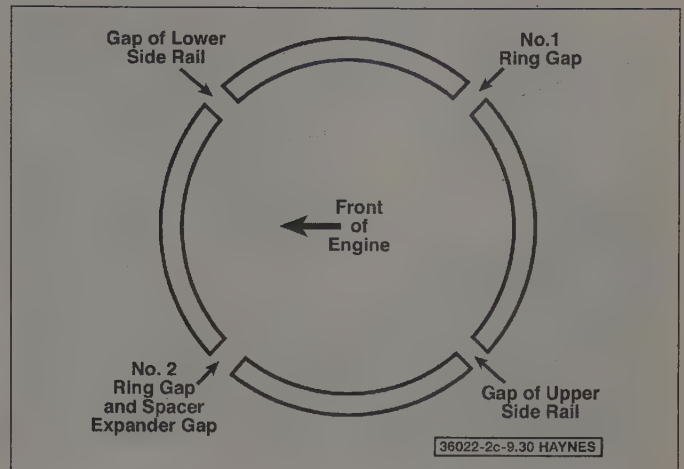 Gap of Lower
Side Rail
No.1
Ring Gap
Front
of
Engine
No. 2
Ring Gap
and Spacer
Expander Gap
Gap of Upper
Side Rail
36022-2c-9.30 HAYNES